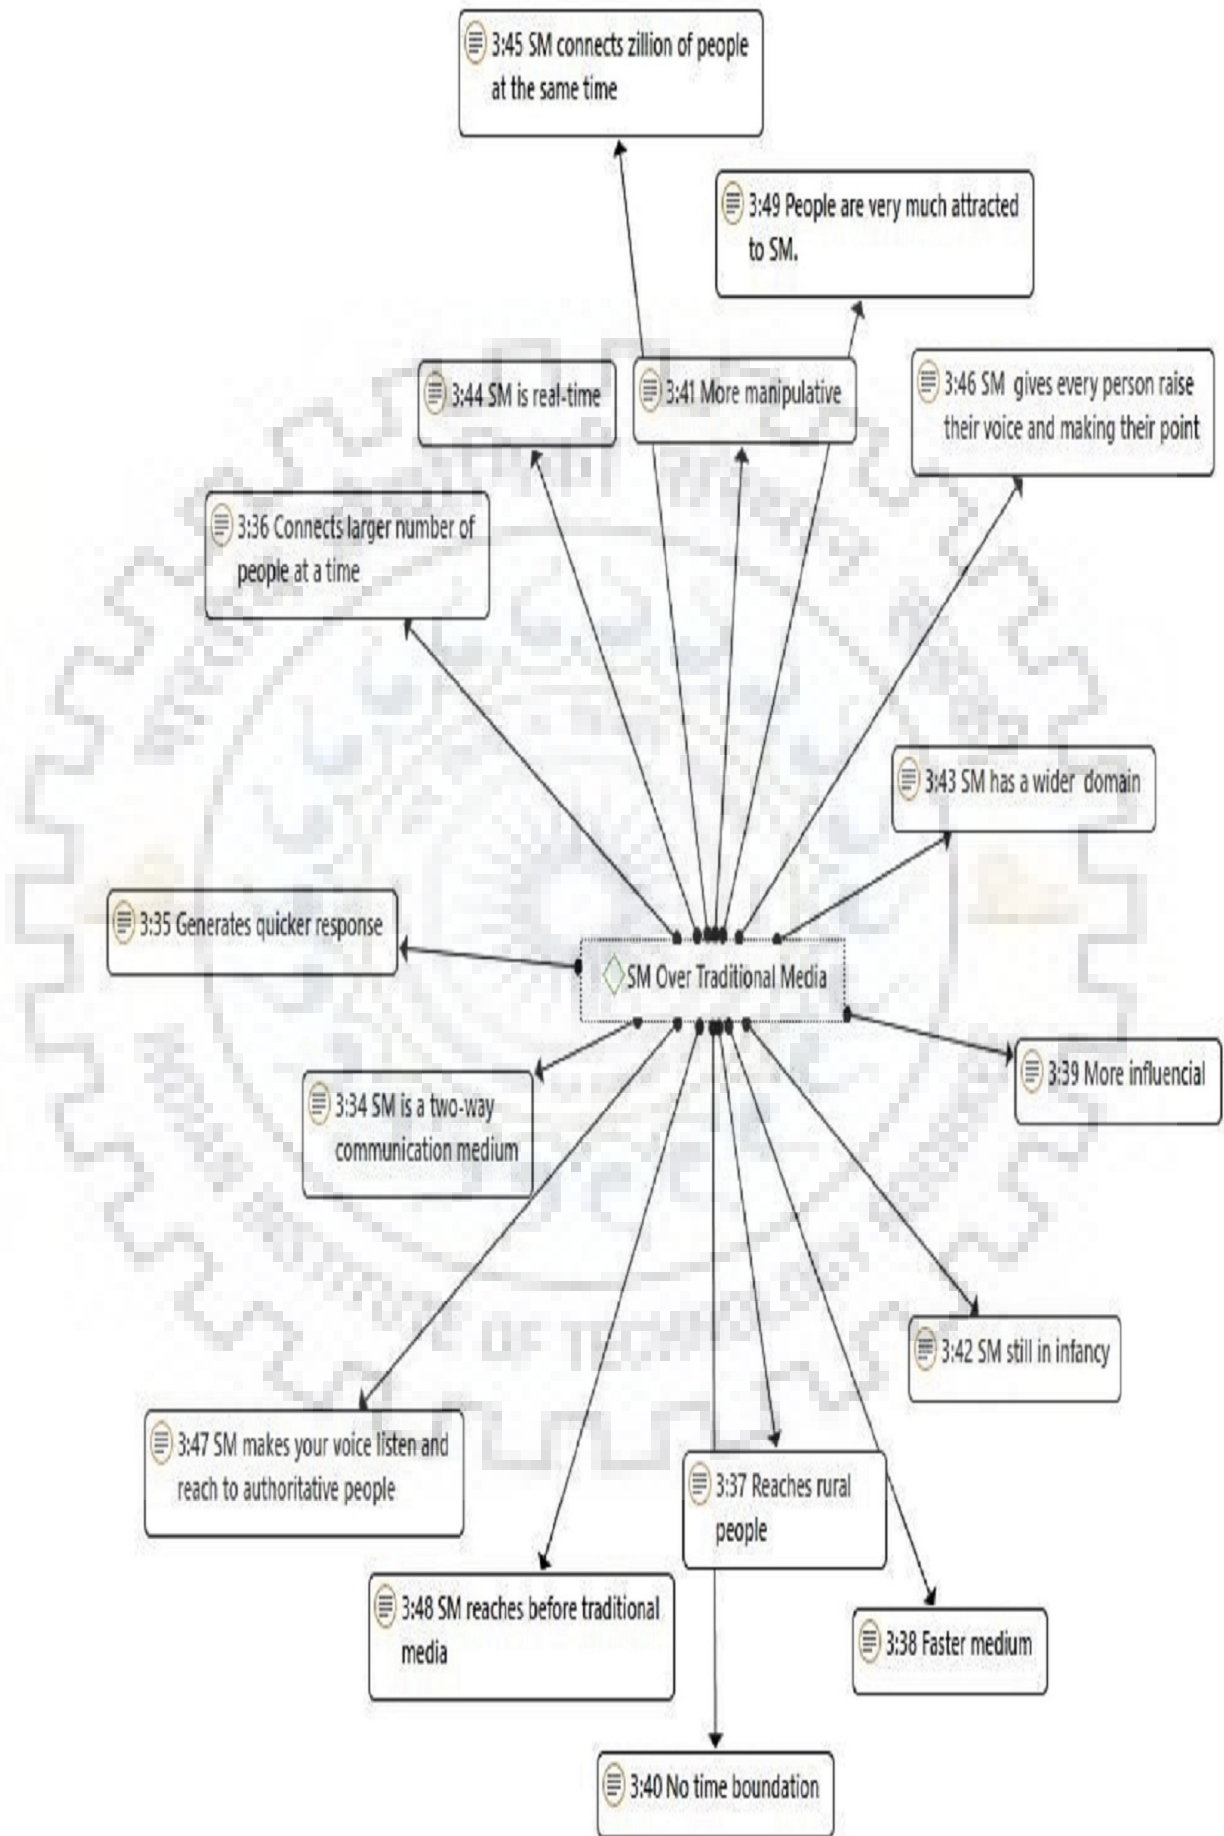 3:45 SM connects zillion of people
at the same time
3:49 People are very much attracted
to SM.
3:44 SM is real-time
3:41 More manipulative
3:46 SM gives every person raise
their voice and making their point
3:36 Connects larger number of
people at a time
3:43 SM has a wider domain
3:35 Generates quicker response
SM Over Traditional Media
3:39 More influencial
3:34 SM is a two-way
communication medium
3:42 SM still in infancy
3:47 SM makes your voice listen and
reach to authoritative people
3:37 Reaches rural
people
3:48 SM reaches before traditional
media
3:38 Faster medium
3:40 No time boundation
OF